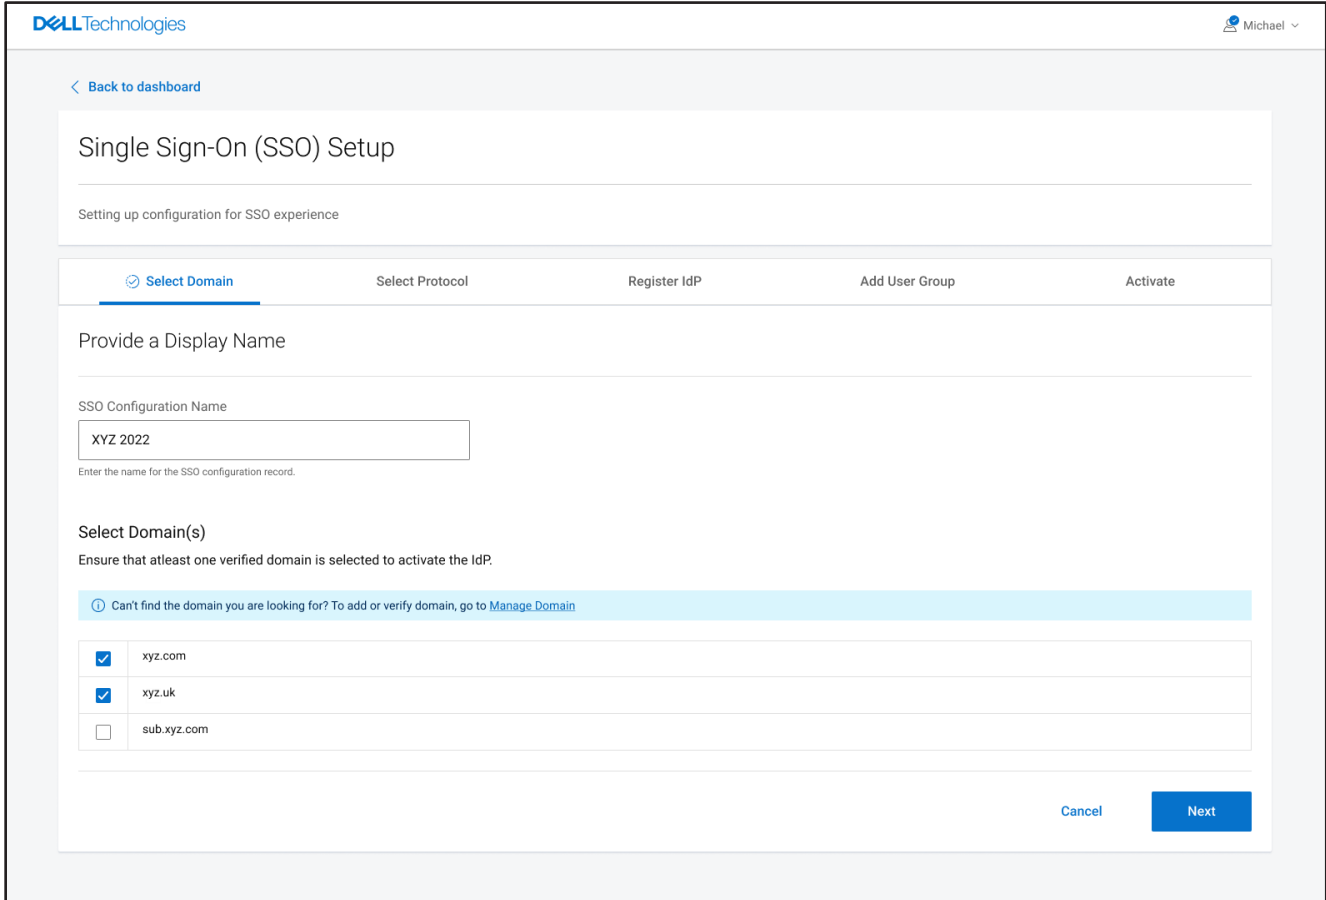 DELLTechnologies
Michael
Back to dashboard
Single Sign-On (SSO) Setup
Setting up configuration for SSO experience
Select Domain
Select Protocol
Register IdP
Add User Group
Activate
Provide a Display Name
SSO Configuration Name
XYZ 2022
Enter the name for the SSO configuration record.
Select Domain(s)
Ensure that atleast one verified domain is selected to activate the IdP.
Can't find the domain you are looking for? To add or verify domain, go to Manage Domain
xyz.com
xyz.uk
sub.xyz.com
Cancel
Next